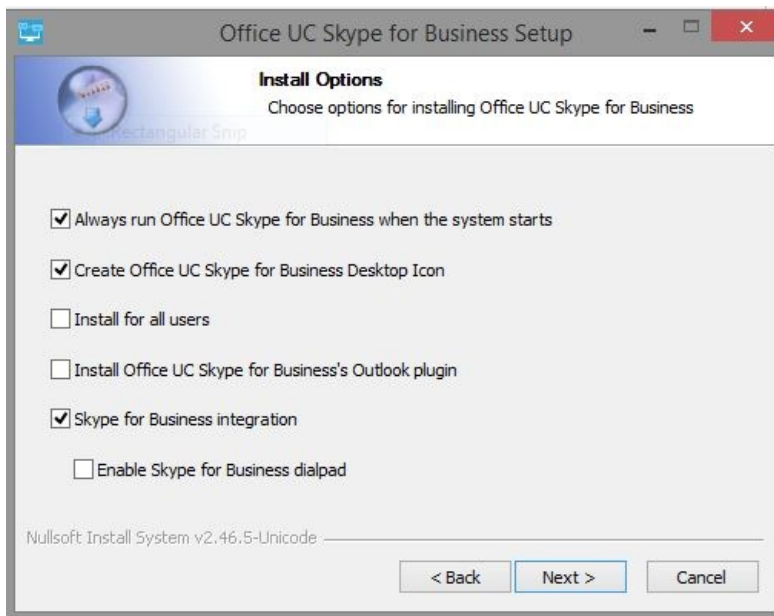 Office UC Skype for Business Setup
Install Options
Choose options for installing Office UC Skype for Business
Rectangular Snip
Always run Office UC Skype for Business when the system starts
Create Office UC Skype for Business Desktop Icon
Install for all users
Install Office UC Skype for Business's Outlook plugin
Skype for Business integration
Enable Skype for Business dialpad
Nullsoft Install System v2.46.5-Unicode
< Back Next > Cancel